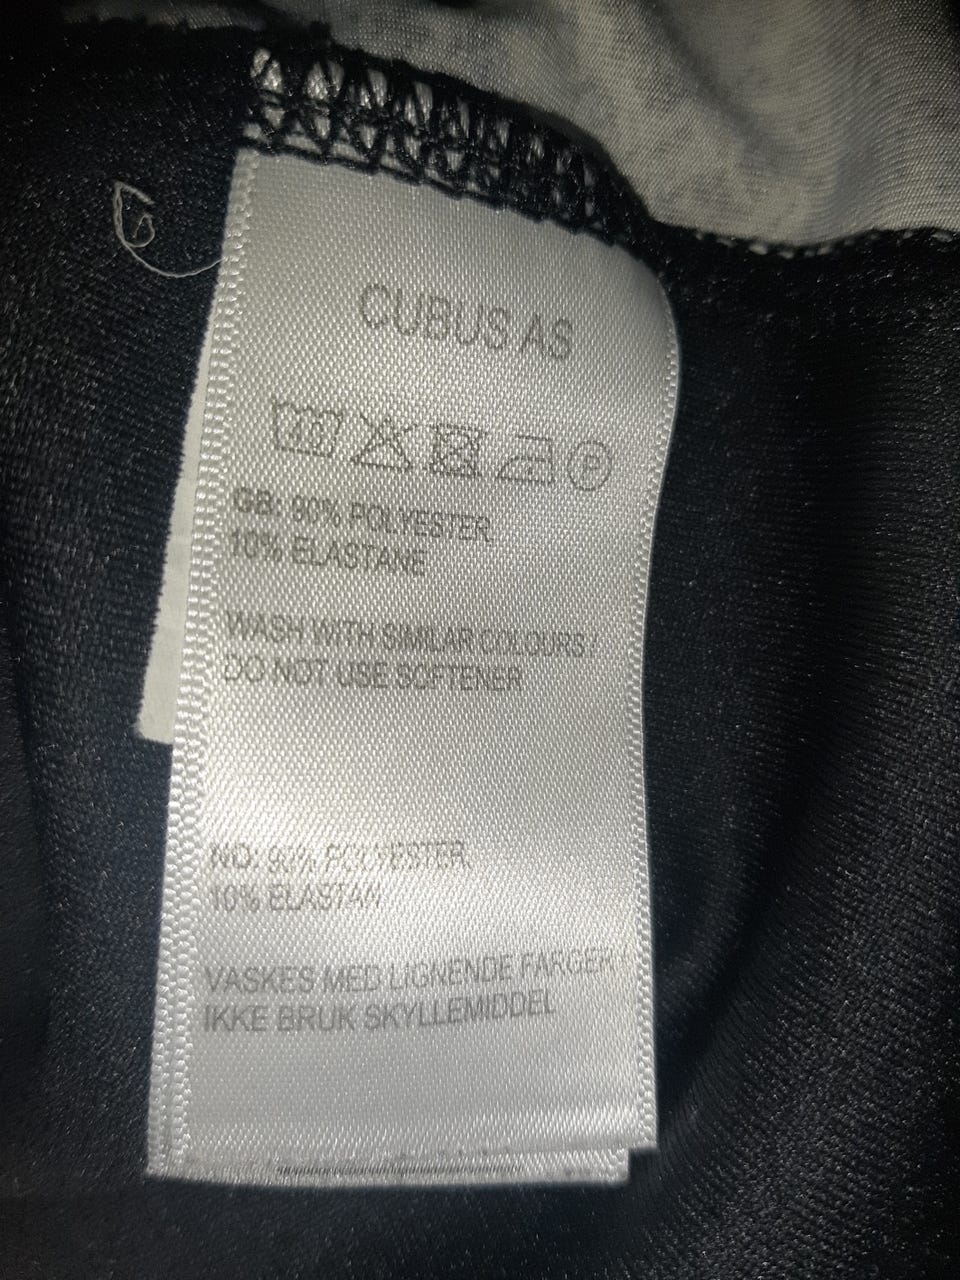 CUBUS AS
40 P
GB: 90% POLYESTER
10% ELASTANE
WASH WITH SIMILAR COLOURS
DO NOT USE SOFTENER
NO: 90% POLYESTER
10% ELASTAN
VASKES MED LIGNENDE FARGER
IKKE BRUK SKYLLEMIDDEL